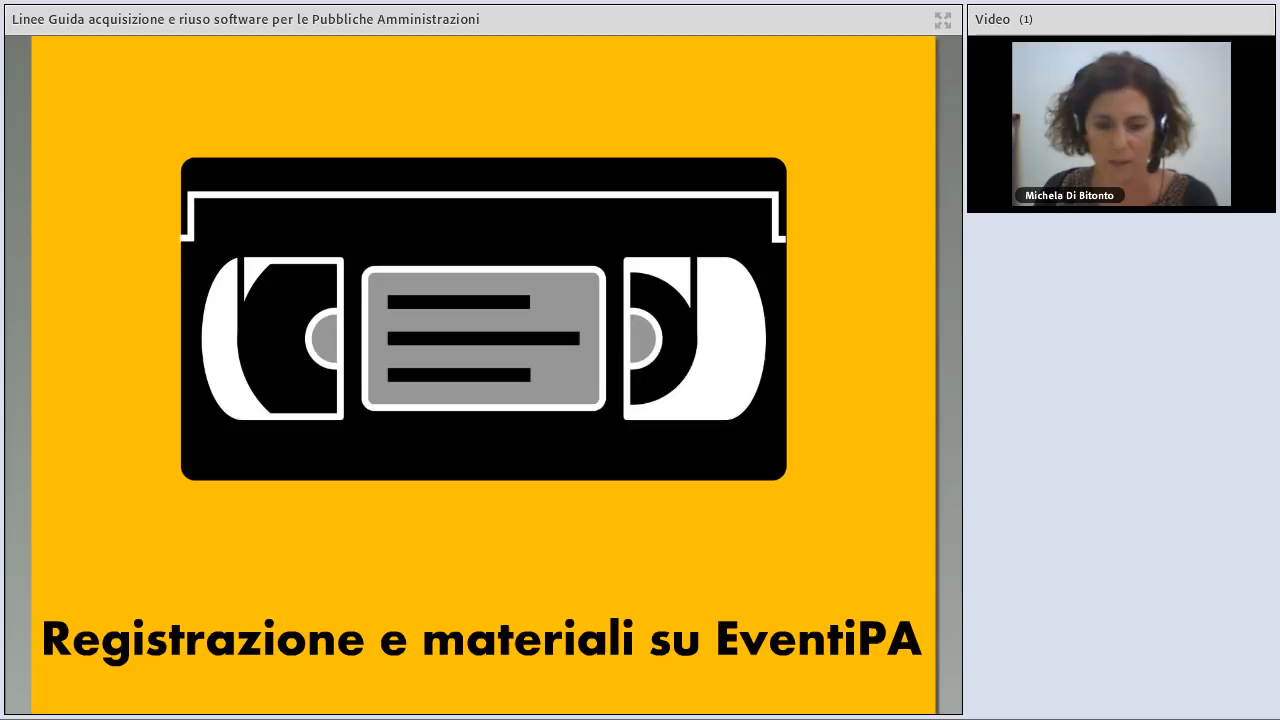 Linee Guida acquisizione e riuso software per le Pubbliche Amministrazioni
Video (1)
Michela Di Bitonto
Registrazione e materiali su EventiPA